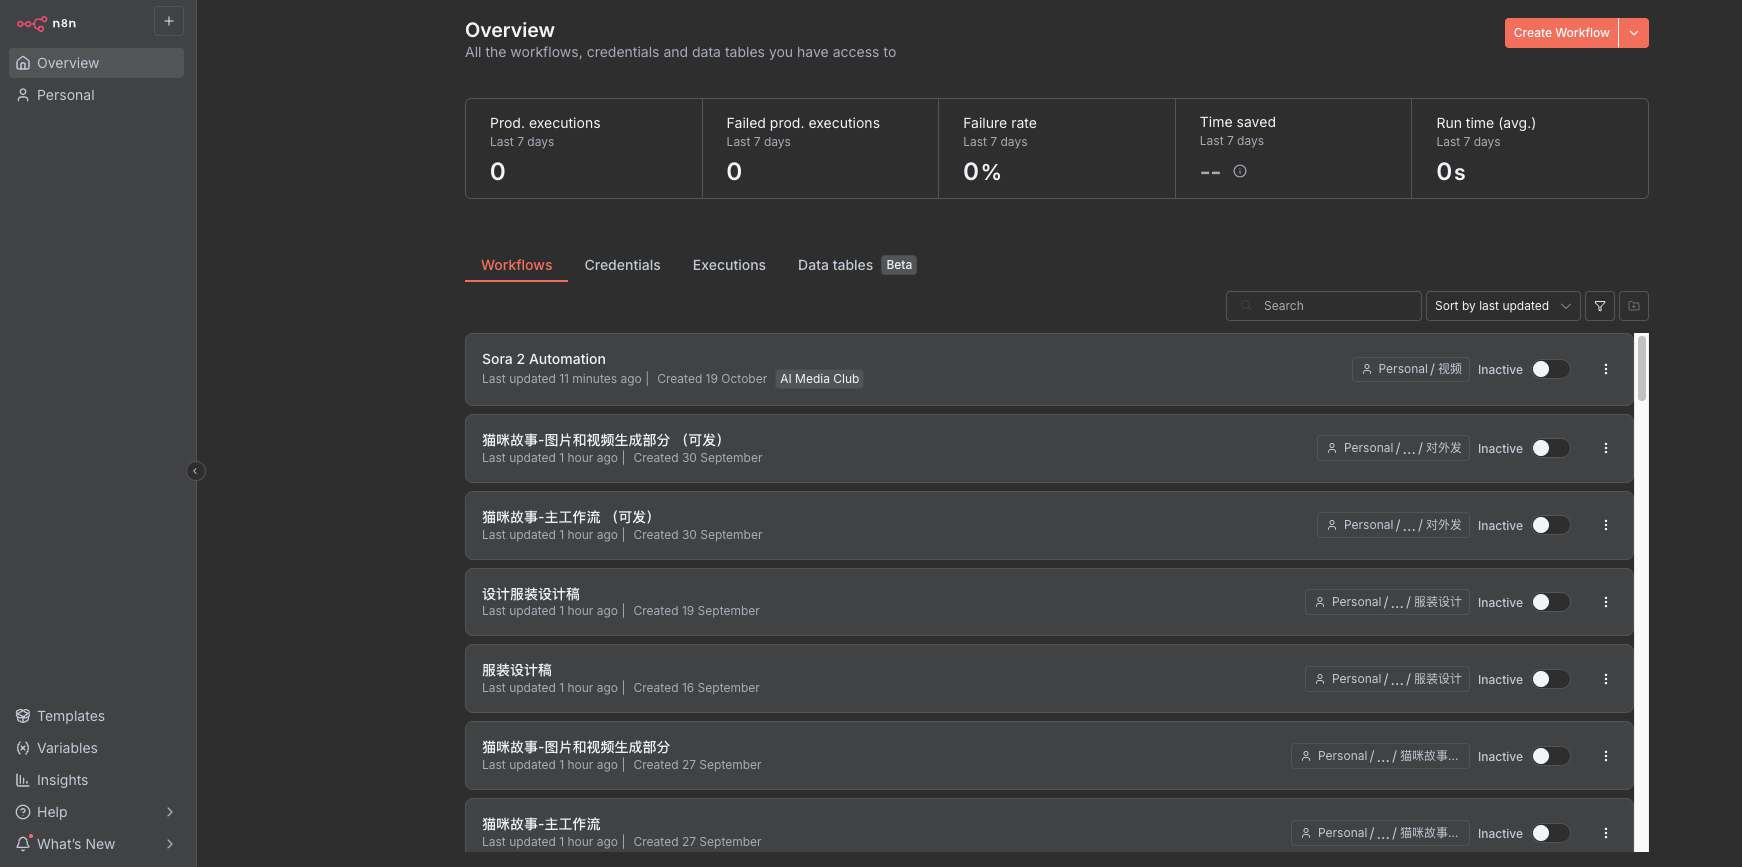 n8n
Overview
Personal
Templates
Variables
Insights
Help
What's New
Overview
All the workflows, credentials and data tables you have access to
Create Workflow
Prod. executions
Last 7 days
0
Failed prod. executions
Last 7 days
0
Failure rate
Last 7 days
0%
Time saved
Last 7 days
--
Run time (avg.)
Last 7 days
0s
Workflows Credentials Executions Data tables Beta
Search Sort by last updated
Sora 2 Automation
Last updated 11 minutes ago | Created 19 October AI Media Club
Personal / 视频 Inactive
猫咪故事-图片和视频生成部分 （可发）
Last updated 1 hour ago | Created 30 September
Personal / ... / 对外发 Inactive
猫咪故事-主工作流 （可发）
Last updated 1 hour ago | Created 30 September
Personal / ... / 对外发 Inactive
设计服装设计稿
Last updated 1 hour ago | Created 19 September
Personal / ... / 服装设计 Inactive
服装设计稿
Last updated 1 hour ago | Created 16 September
Personal / ... / 服装设计 Inactive
猫咪故事-图片和视频生成部分
Last updated 1 hour ago | Created 27 September
Personal / ... / 猫咪故事... Inactive
猫咪故事-主工作流
Last updated 1 hour ago | Created 27 September
Personal / ... / 猫咪故事... Inactive